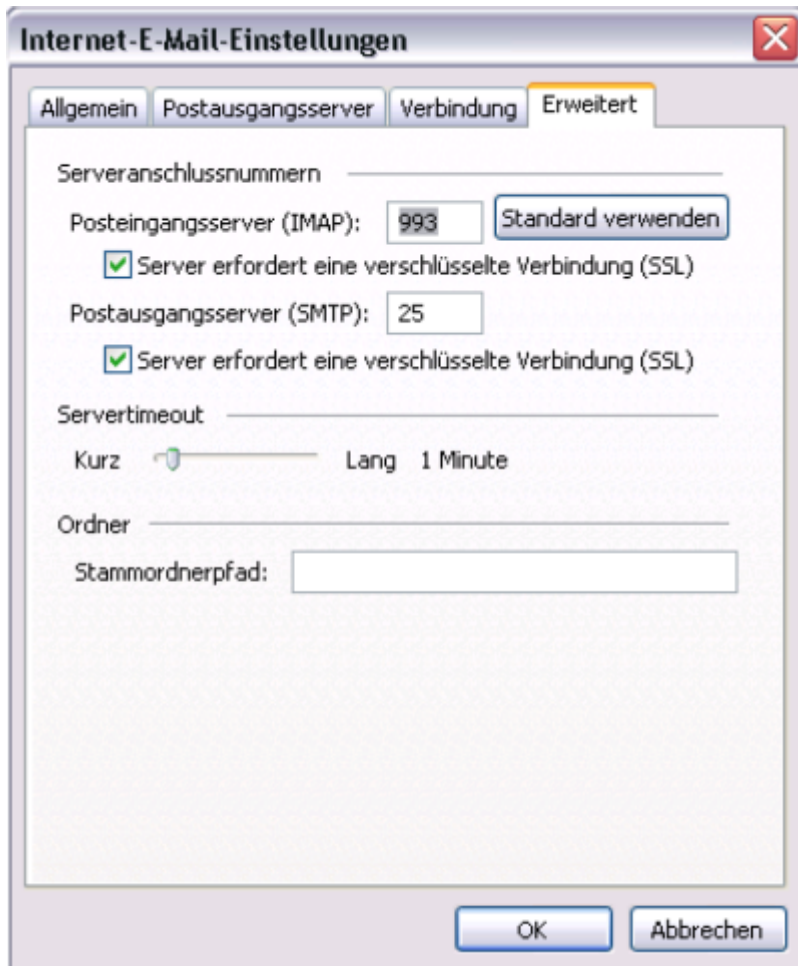 Internet-E-Mail-Einstellungen
Allgemein Postausgangsserver Verbindung Erweitert
Serveranschlussnummern
Posteingangsserver (IMAP): 993 Standard verwenden
Server erfordert eine verschlüsselte Verbindung (SSL)
Postausgangsserver (SMTP): 25
Server erfordert eine verschlüsselte Verbindung (SSL)
Servertimeout
Kurz Lang 1 Minute
Ordner
Stammordnerpfad:
OK Abbrechen